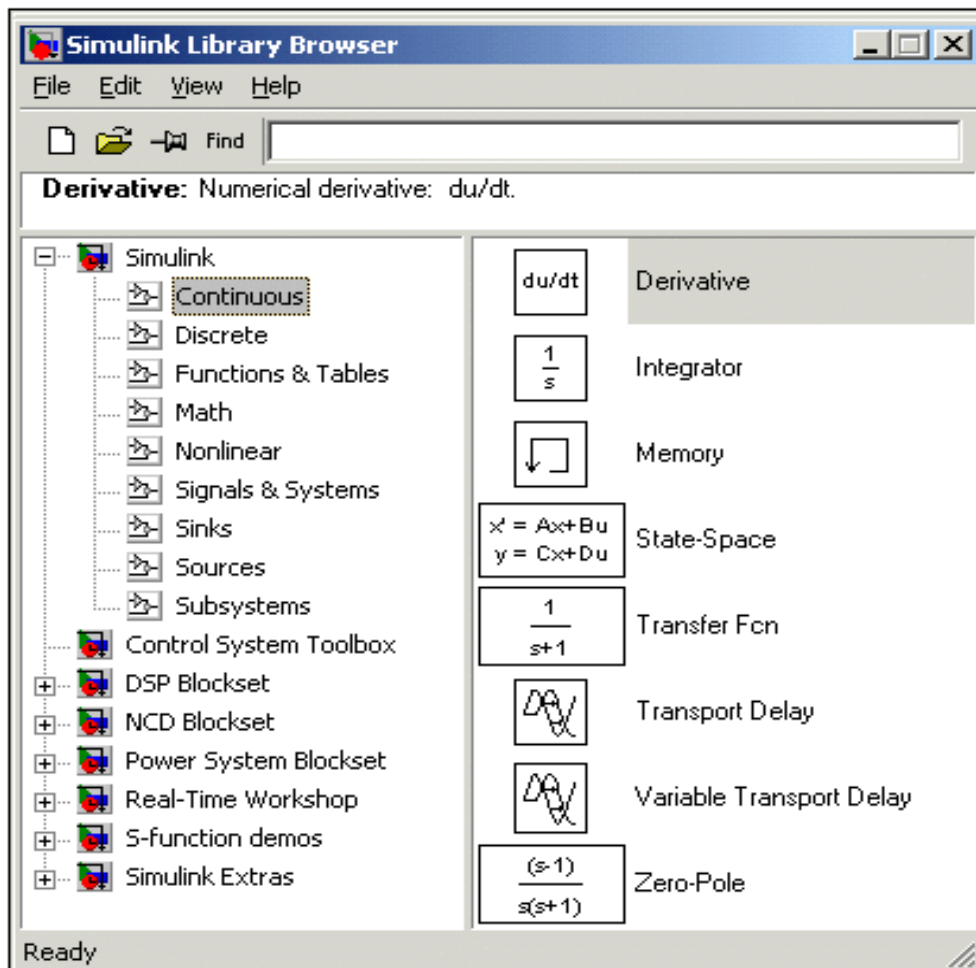 Simulink Library Browser
File Edit View Help
Find
Derivative: Numerical derivative: du/dt.
Simulink
Continuous
Discrete
Functions & Tables
Math
Nonlinear
Signals & Systems
Sinks
Sources
Subsystems
Control System Toolbox
DSP Blockset
NCD Blockset
Power System Blockset
Real-Time Workshop
S-function demos
Simulink Extras
du/dt Derivative
1
s
Integrator
Memory
x' = Ax+Bu
y = Cx+Du
State-Space
1
s+1
Transfer Fcn
Transport Delay
Variable Transport Delay
(s-1)
s(s+1)
Zero-Pole
Ready